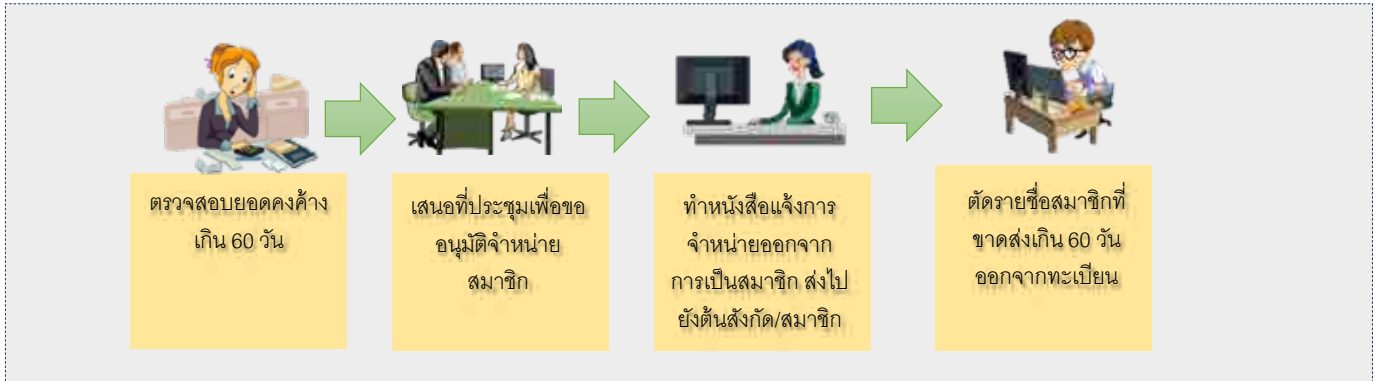 ตรวจสอบยอดคงค้าง
เกิน 60 วัน
เสนอที่ประชุมเพื่อขอ
อนุมัติจำหน่าย
สมาชิก
ทำหนังสือแจ้งการ
จำหน่ายออกจาก
การเป็นสมาชิก ส่งไป
ยังต้นสังกัด/สมาชิก
ตัดรายชื่อสมาชิกที่
ขาดส่งเกิน 60 วัน
ออกจากทะเบียน